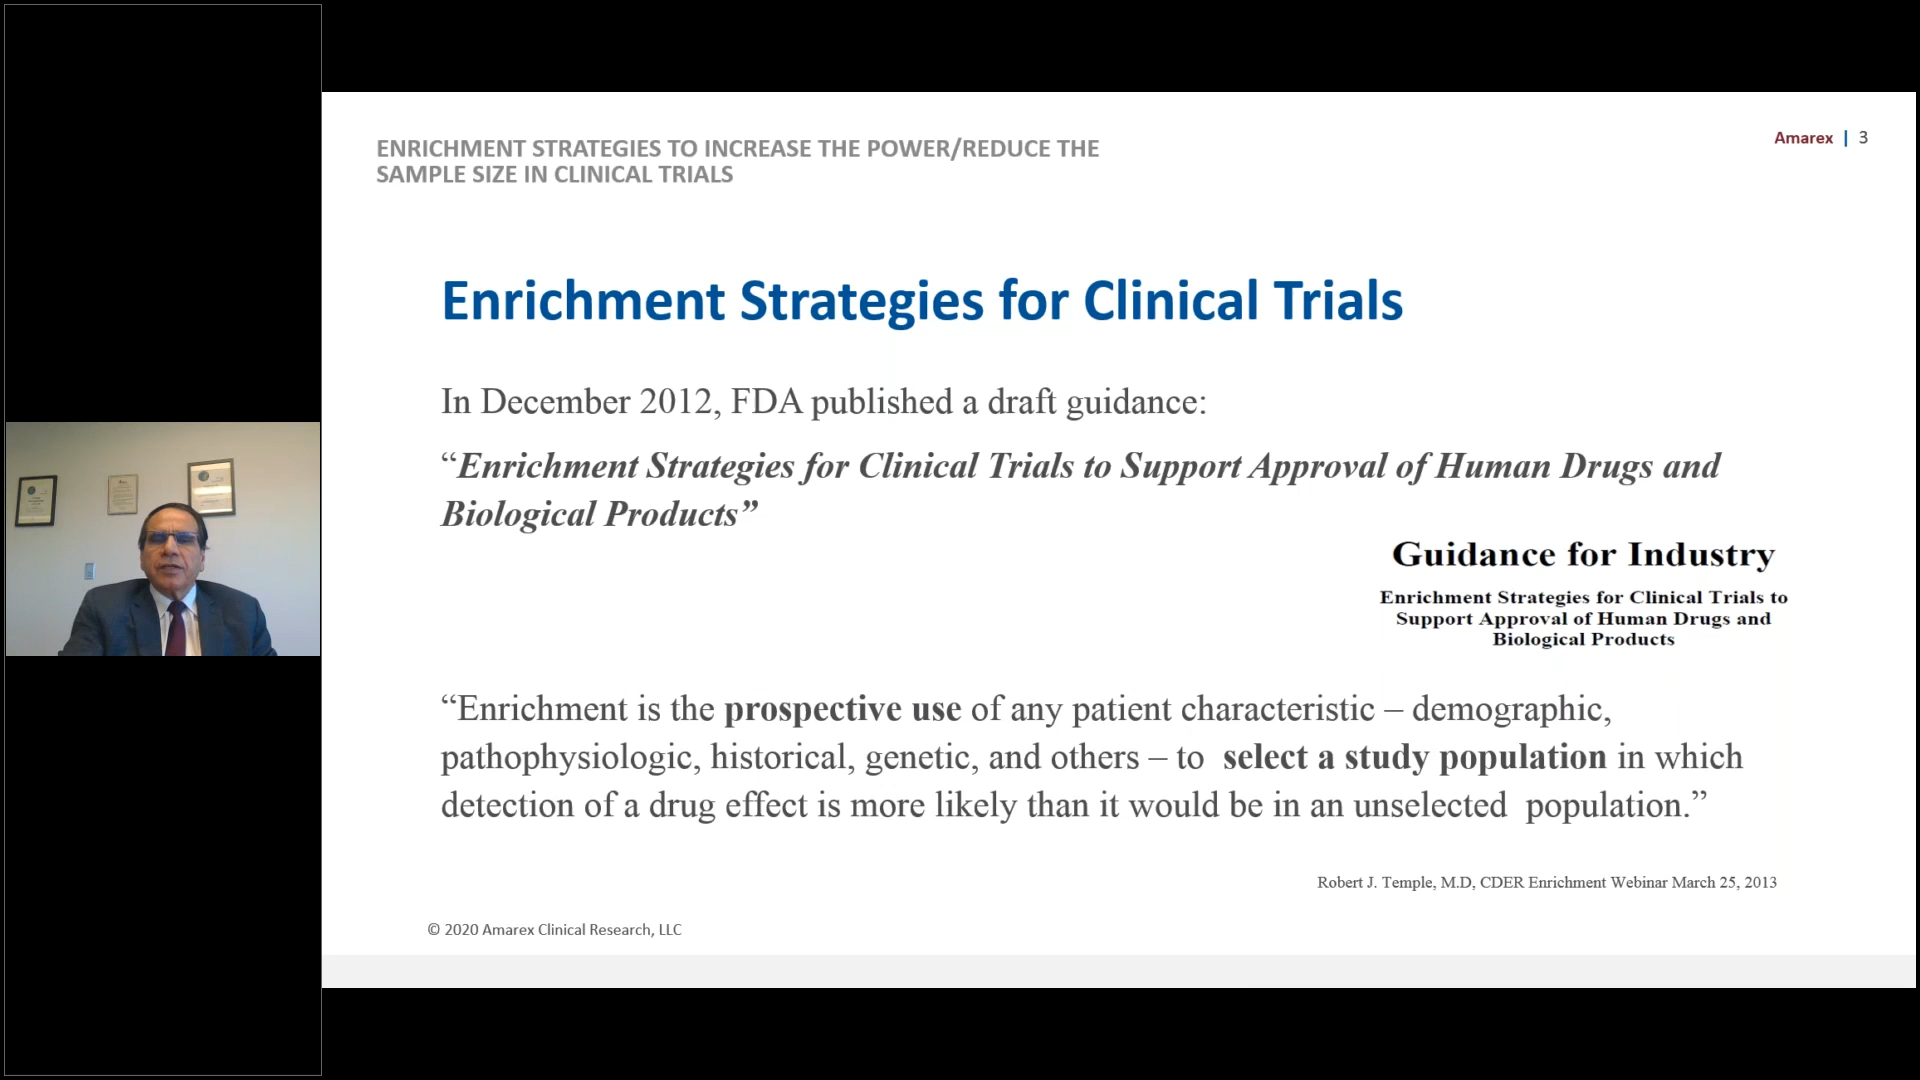 ENRICHMENT STRATEGIES TO INCREASE THE POWER/REDUCE THE
SAMPLE SIZE IN CLINICAL TRIALS
Amarex | 3
Enrichment Strategies for Clinical Trials
In December 2012, FDA published a draft guidance:
“Enrichment Strategies for Clinical Trials to Support Approval of Human Drugs and
Biological Products”
Guidance for Industry
Enrichment Strategies for Clinical Trials to
Support Approval of Human Drugs and
Biological Products
“Enrichment is the prospective use of any patient characteristic – demographic,
pathophysiologic, historical, genetic, and others – to select a study population in which
detection of a drug effect is more likely than it would be in an unselected population.”
Robert J. Temple, M.D, CDER Enrichment Webinar March 25, 2013
© 2020 Amarex Clinical Research, LLC